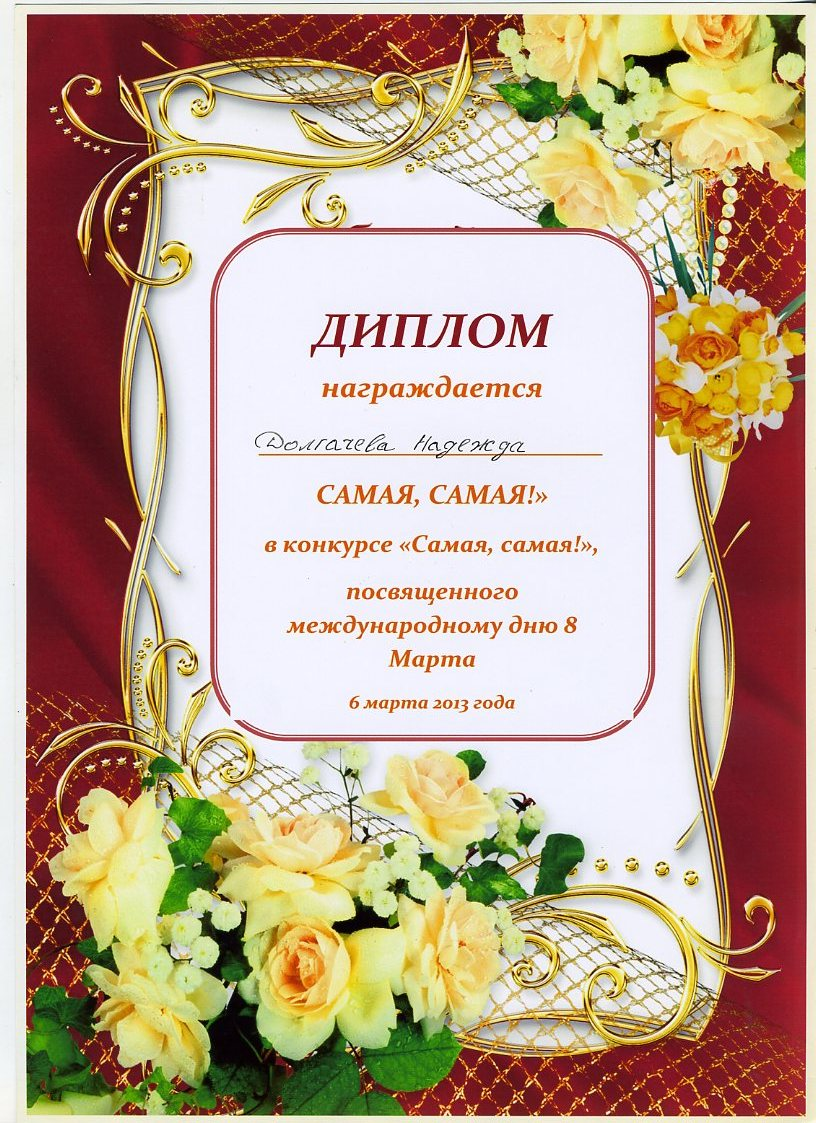 ДИПЛОМ
награждается
Долгачева Надежда
САМАЯ, САМАЯ!»
в конкурсе «Самая, самая!»,
посвященного
международному дню 8
Марта
6 марта 2013 года